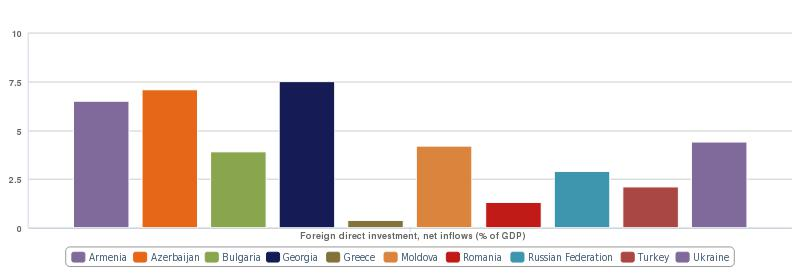 10
7.5
5
2.5
0
Foreign direct investment, net inflows (% of GDP)
Armenia Azerbaijan Bulgaria Georgia Greece Moldova Romania Russian Federation Turkey Ukraine